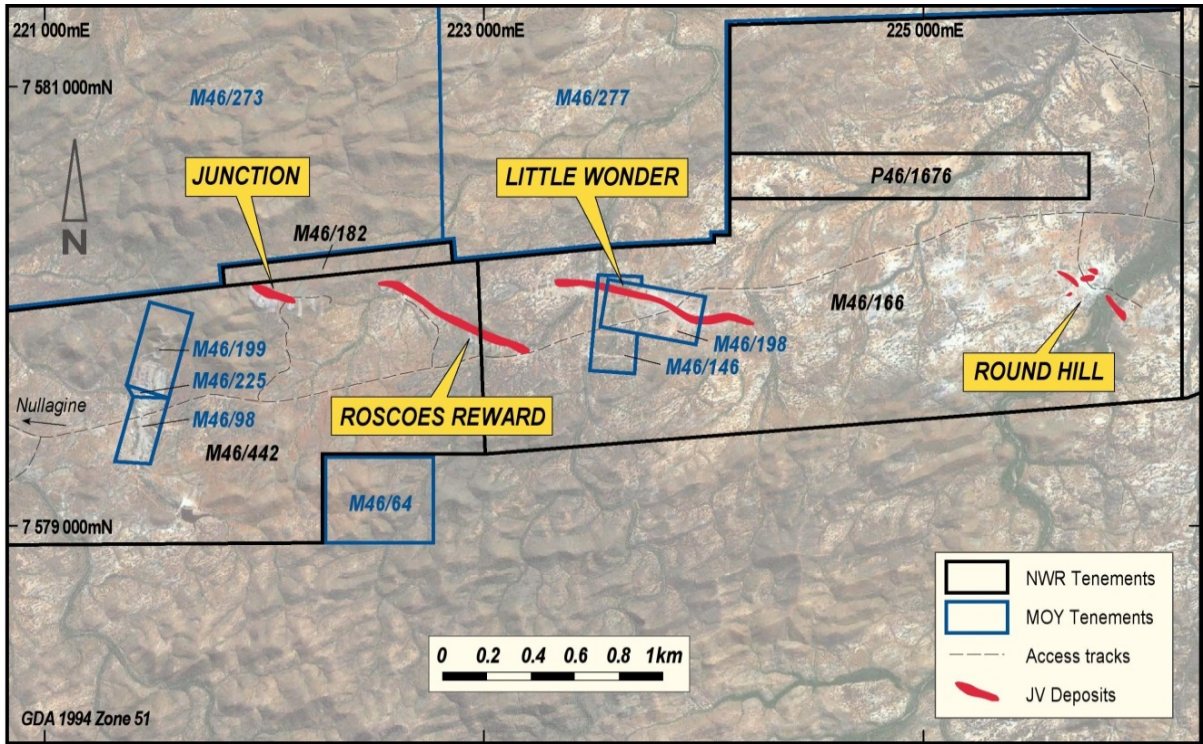 221 000mE
223 000mE
225 000mE
7 581 000mN
M46/273
M46/277
JUNCTION
LITTLE WONDER
P46/1676
N
M46/182
M46/166
M46/199
M46/198
M46/225
M46/146
ROUND HILL
Nullagine
M46/98
ROSCOES REWARD
M46/442
M46/64
7 579 000mN
NWR Tenements
MOY Tenements
0 0.2 0.4 0.6 0.8 1km
Access tracks
JV Deposits
GDA 1994 Zone 51